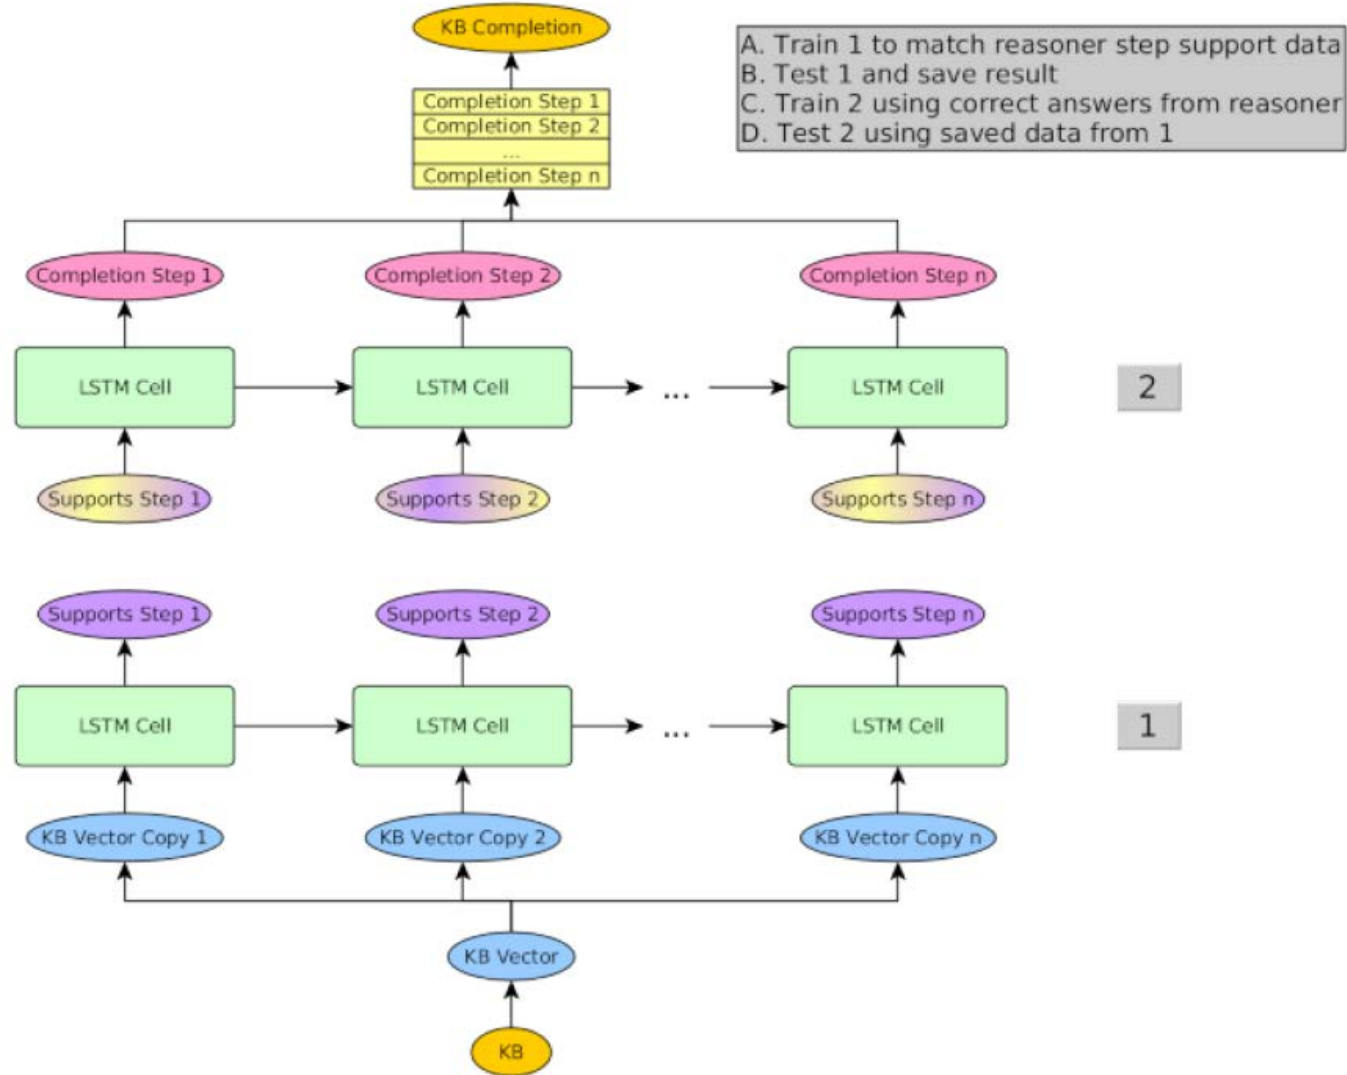 KB Completion
A. Train 1 to match reasoner step support data
B. Test 1 and save result
C. Train 2 using correct answers from reasoner
D. Test 2 using saved data from 1
Completion Step 1
Completion Step 2
...
Completion Step n
Completion Step 1
Completion Step 2
Completion Step n
LSTM Cell
LSTM Cell
...
LSTM Cell
2
Supports Step 1
Supports Step 2
Supports Step n
Supports Step 1
Supports Step 2
Supports Step n
LSTM Cell
LSTM Cell
...
LSTM Cell
1
KB Vector Copy 1
KB Vector Copy 2
KB Vector Copy n
KB Vector
KB